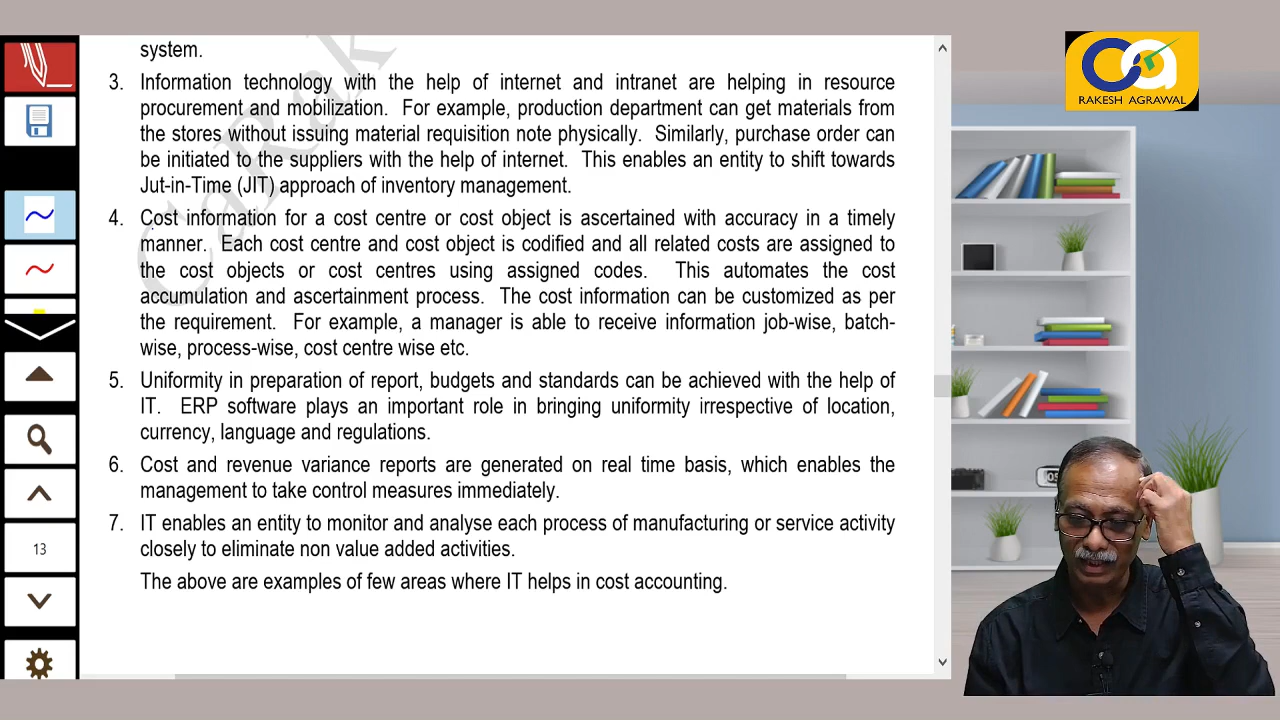 system.
3. Information technology with the help of internet and intranet are helping in resource
procurement and mobilization. For example, production department can get materials from
the stores without issuing material requisition note physically. Similarly, purchase order can
be initiated to the suppliers with the help of internet. This enables an entity to shift towards
Jut-in-Time (JIT) approach of inventory management.
4. Cost information for a cost centre or cost object is ascertained with accuracy in a timely
manner. Each cost centre and cost object is codified and all related costs are assigned to
the cost objects or cost centres using assigned codes. This automates the cost
accumulation and ascertainment process. The cost information can be customized as per
the requirement. For example, a manager is able to receive information job-wise, batch-
wise, process-wise, cost centre wise etc.
5. Uniformity in preparation of report, budgets and standards can be achieved with the help of
IT. ERP software plays an important role in bringing uniformity irrespective of location,
currency, language and regulations.
6. Cost and revenue variance reports are generated on real time basis, which enables the
management to take control measures immediately.
7. IT enables an entity to monitor and analyse each process of manufacturing or service activity
closely to eliminate non value added activities.
The above are examples of few areas where IT helps in cost accounting.
13
ca
RAKESH AGRAWAL
CaRak